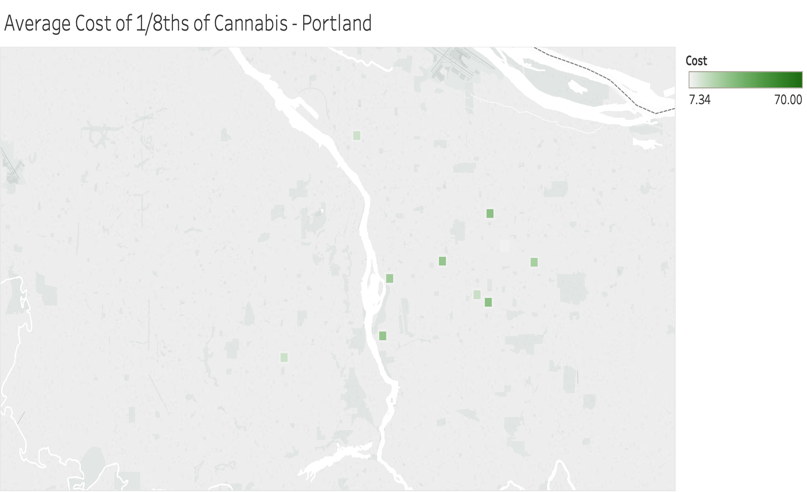 Average Cost of 1/8ths of Cannabis - Portland
Cost
7.34 70.00